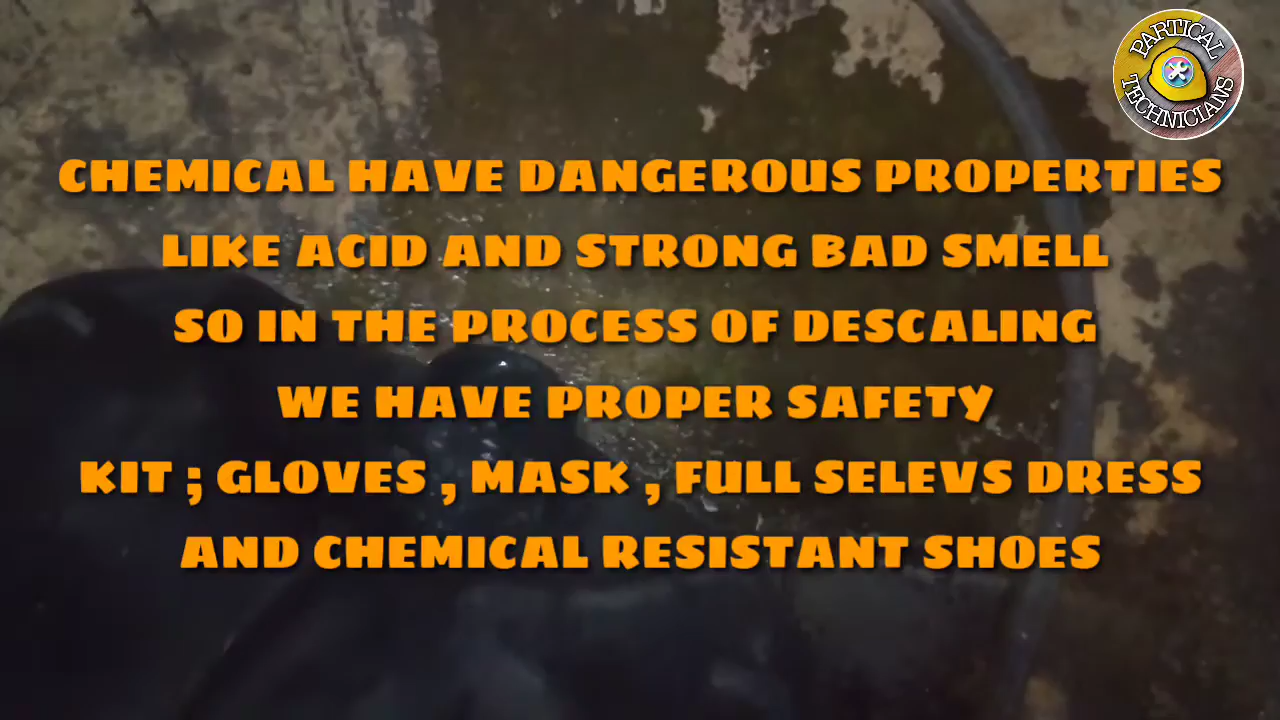 PARTICAL
TECHNICIANS
CHEMICAL HAVE DANGEROUS PROPERTIES
LIKE ACID AND STRONG BAD SMELL
SO IN THE PROCESS OF DESCALING
WE HAVE PROPER SAFETY
KIT ; GLOVES , MASK , FULL SELEVS DRESS
AND CHEMICAL RESISTANT SHOES